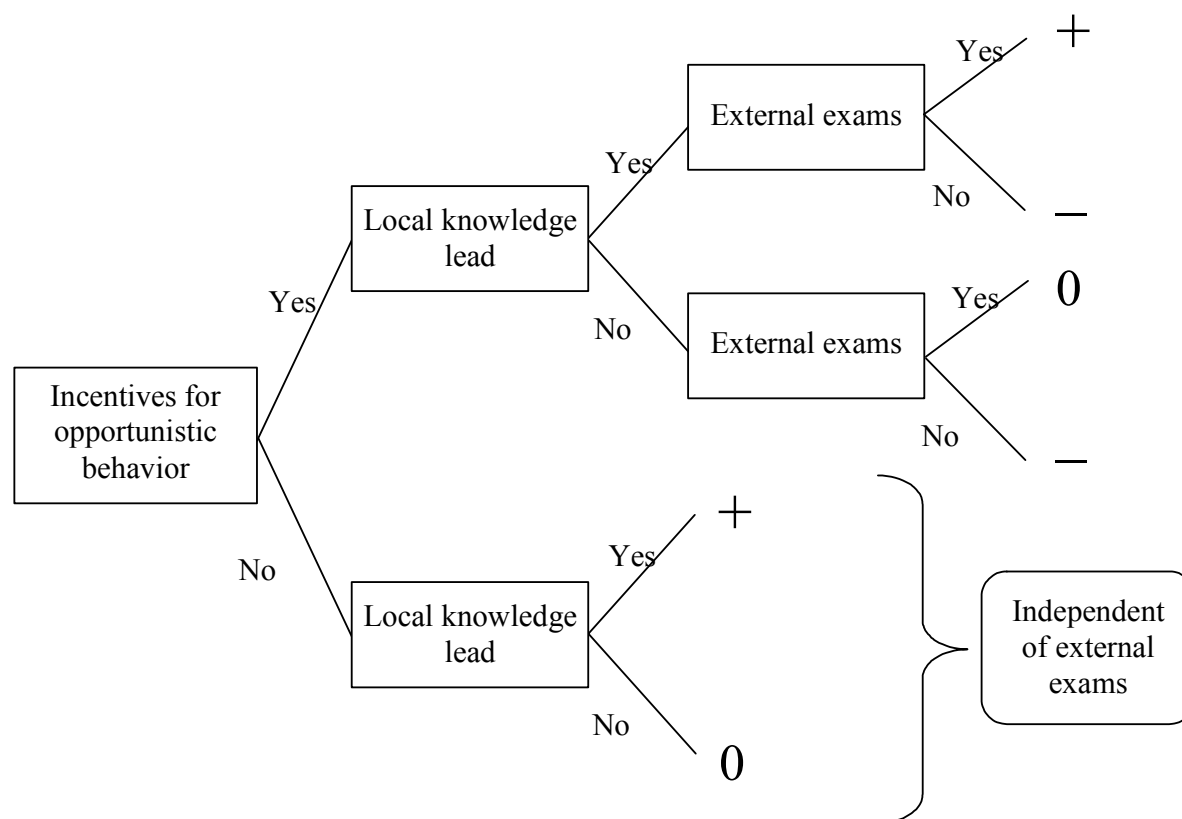 Yes
+
External exams
Yes
No
–
Local knowledge
lead
Yes
No
Yes
0
External exams
No
–
Incentives for
opportunistic
behavior
No
Local knowledge
lead
Yes
+
No
0
Independent
of external
exams